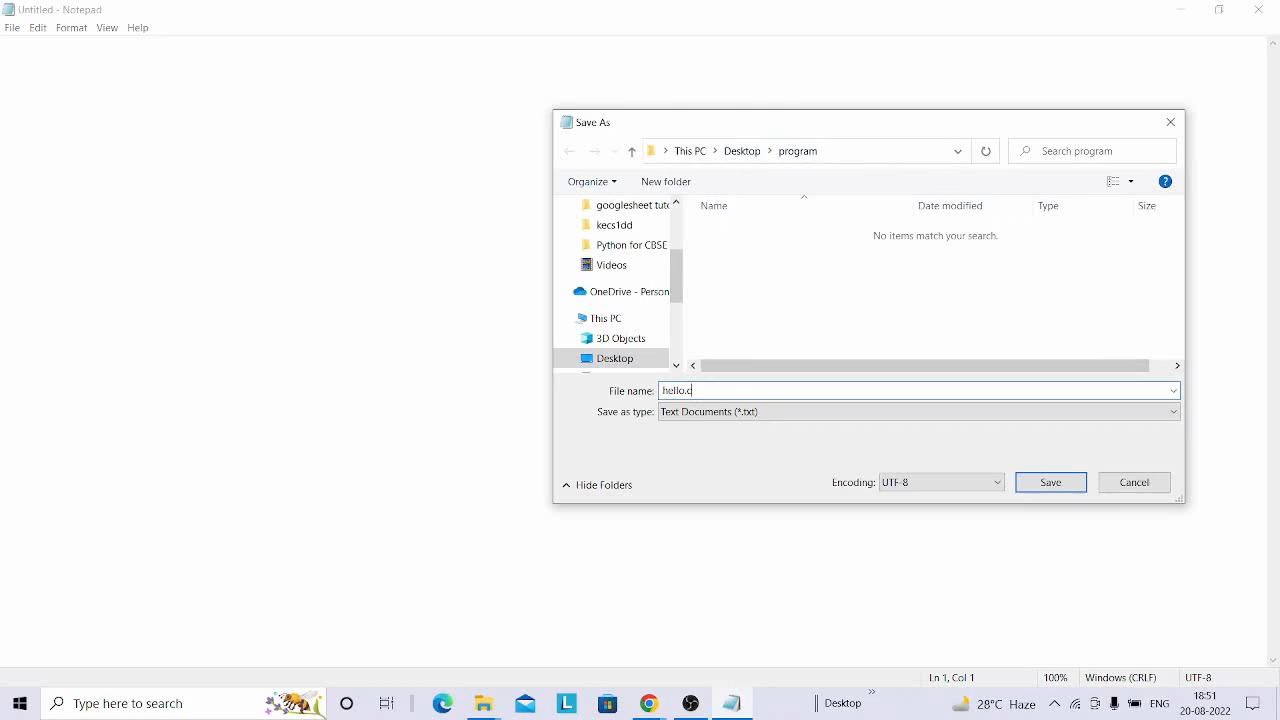 Untitled - Notepad
File Edit Format View Help
Save As
This PC > Desktop > program
Search program
Organize New folder
Name Date modified Type Size
No items match your search.
googlesheet tuto
kecs1dd
Python for CBSE
Videos
OneDrive - Person
This PC
3D Objects
Desktop
File name: hello.c
Save as type: Text Documents (*.txt)
Hide Folders
Encoding: UTF-8 Save Cancel
Ln 1, Col 1 100% Windows (CRLF) UTF-8
Type here to search
Desktop
28°C Haze
ENG
18:51
20-08-2022